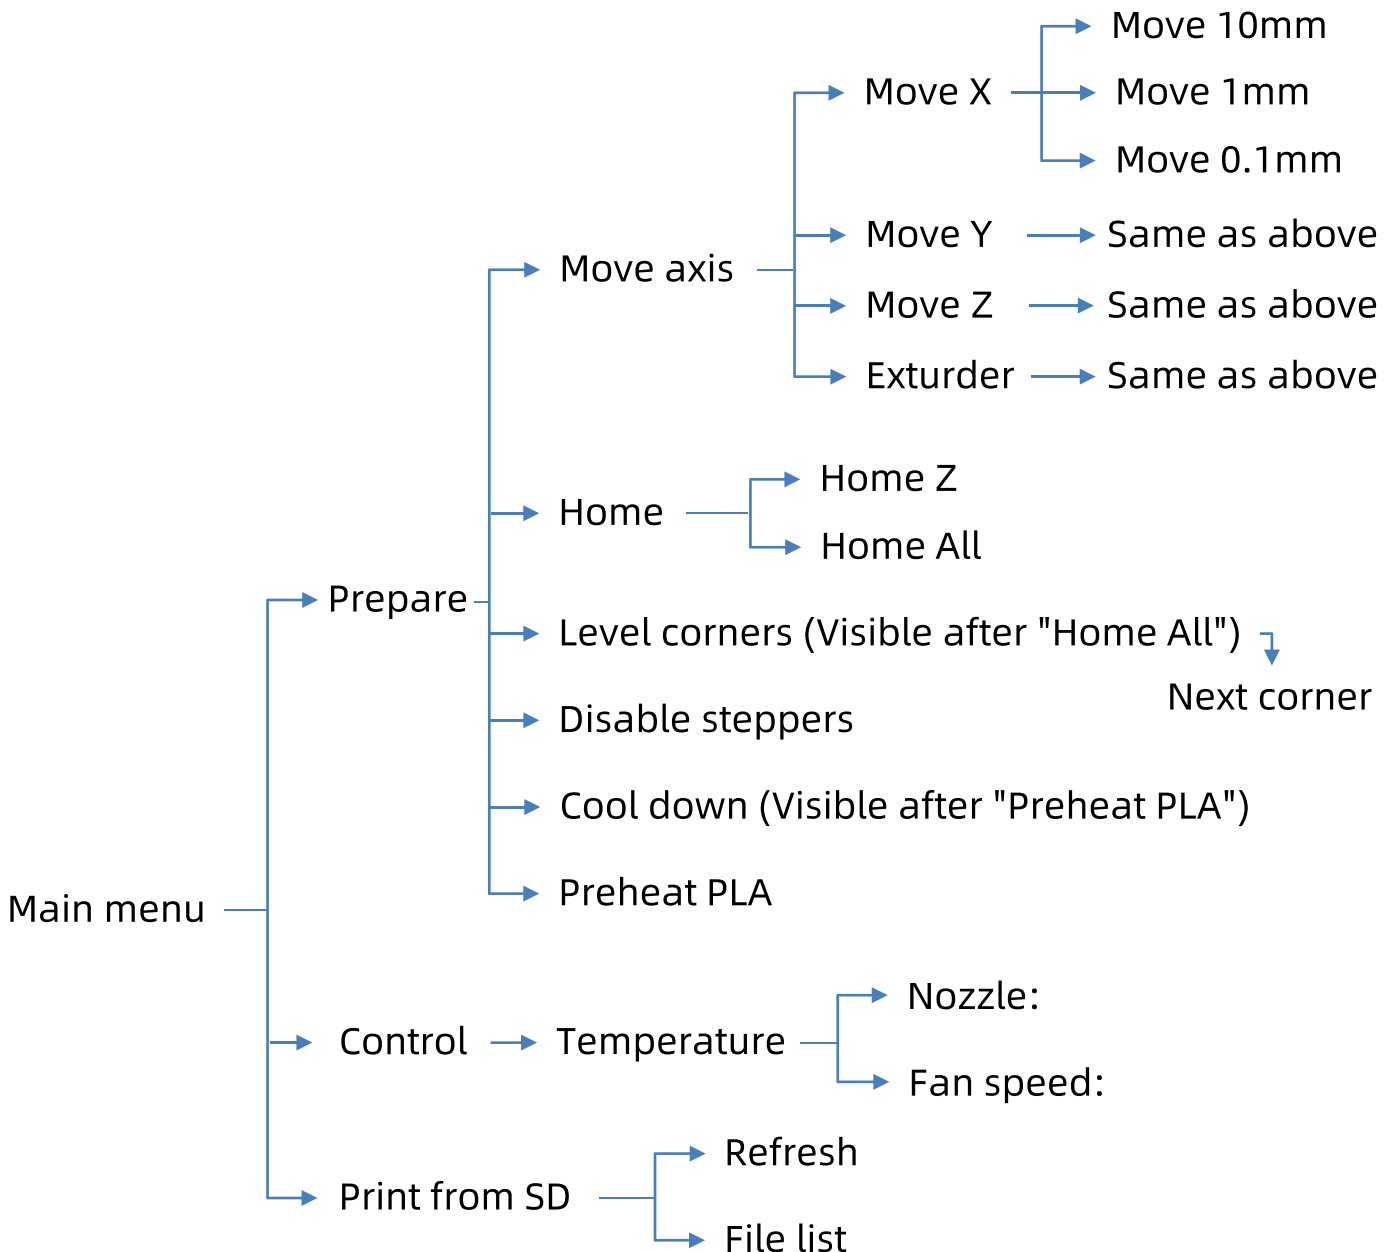 Move 10mm
Move X
Move 1mm
Move 0.1mm
Move Y
Same as above
Move axis
Move Z
Same as above
Exturder
Same as above
Home Z
Home
Home All
Prepare
Level corners (Visible after "Home All")
Next corner
Disable steppers
Cool down (Visible after "Preheat PLA")
Preheat PLA
Main menu
Nozzle:
Control
Temperature
Fan speed:
Refresh
Print from SD
File list